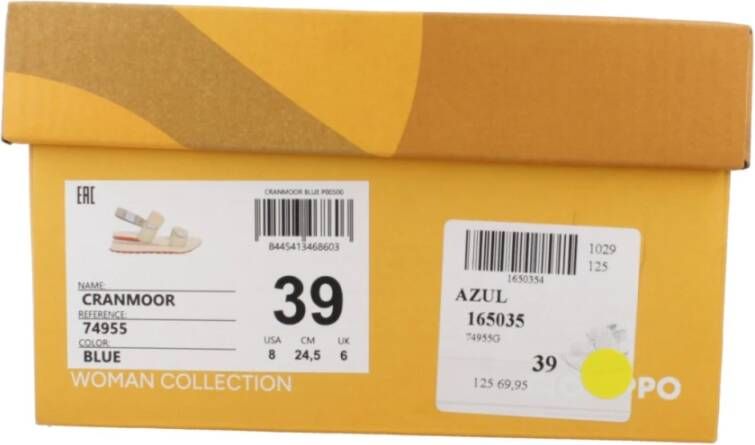 EAC
CRANMOOR BLUE P00500
8445413468603
NAME:
CRANMOOR
REFERENCE:
74955
COLOR:
BLUE
39
USA CM UK
8 24,5 6
WOMAN COLLECTION
1650354
1029
125
AZUL
165035
74955G
39
125 69,95
PPO